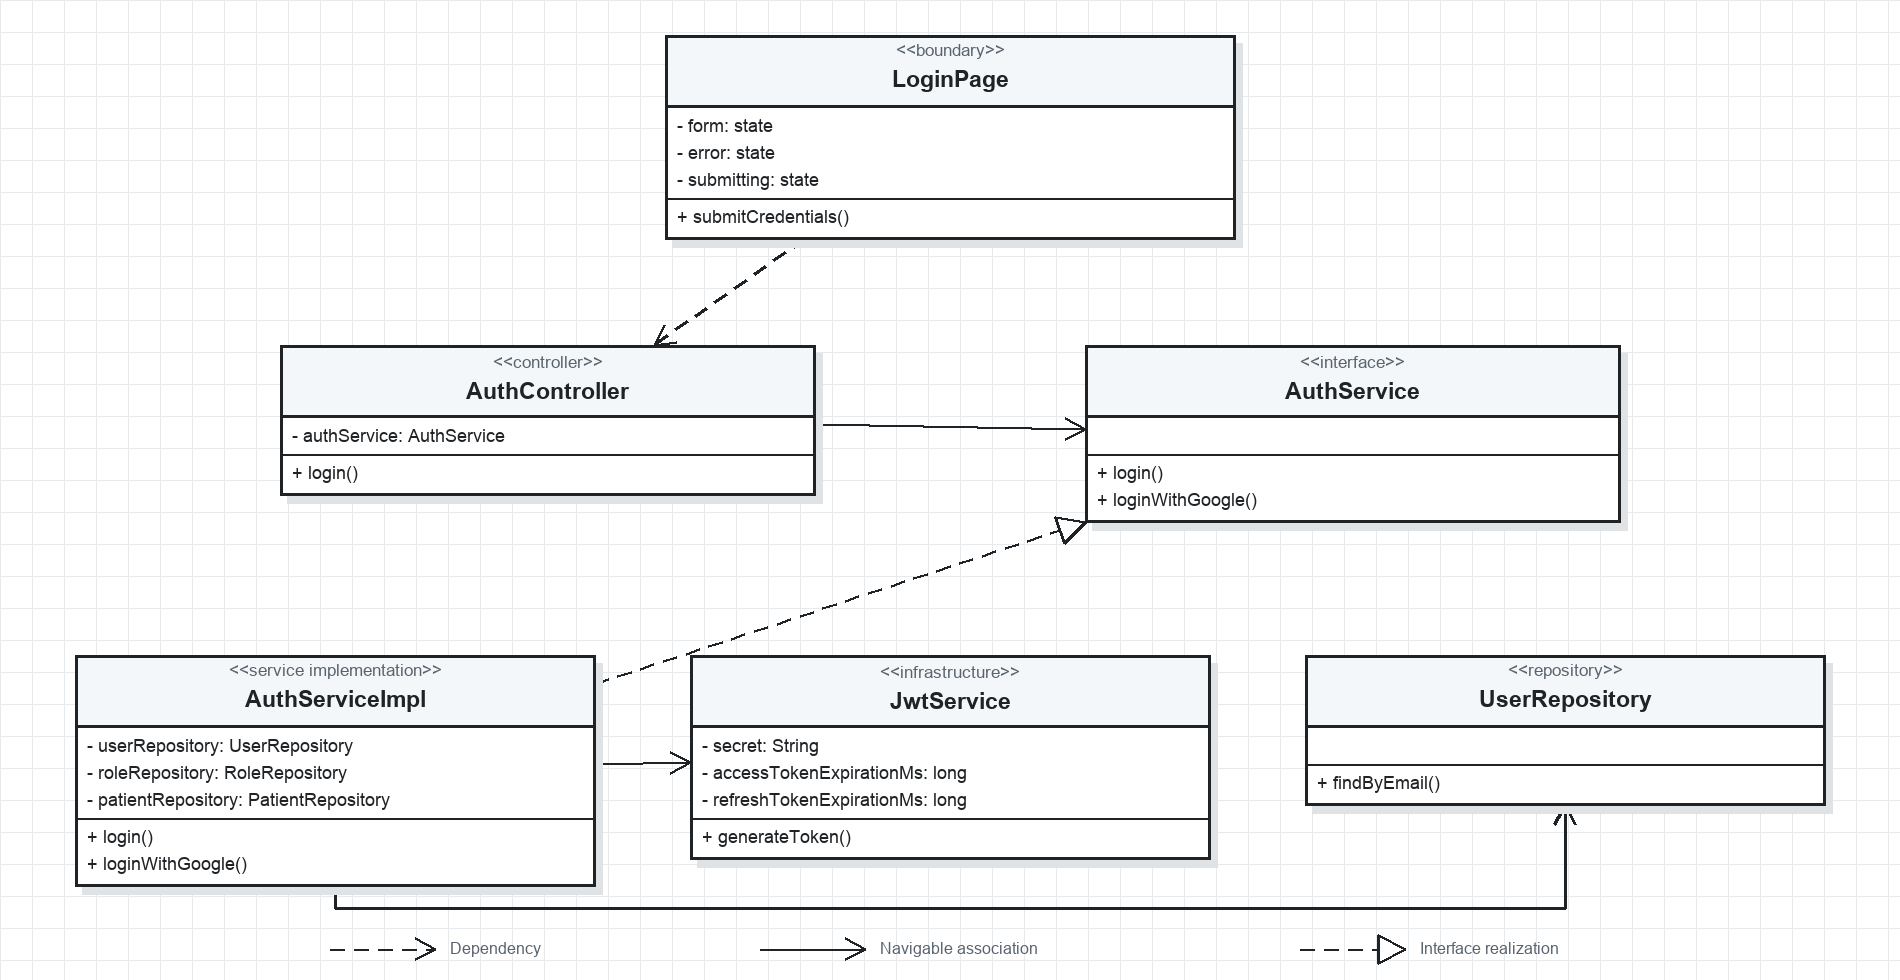 <<boundary>>
LoginPage
- form: state
- error: state
- submitting: state
+ submitCredentials()
<<controller>>
AuthController
- authService: AuthService
+ login()
<<interface>>
AuthService
+ login()
+ loginWithGoogle()
<<service implementation>>
AuthServiceImpl
- userRepository: UserRepository
- roleRepository: RoleRepository
- patientRepository: PatientRepository
+ login()
+ loginWithGoogle()
<<infrastructure>>
JwtService
- secret: String
- accessTokenExpirationMs: long
- refreshTokenExpirationMs: long
+ generateToken()
<<repository>>
UserRepository
+ findByEmail()
Dependency
Navigable association
Interface realization